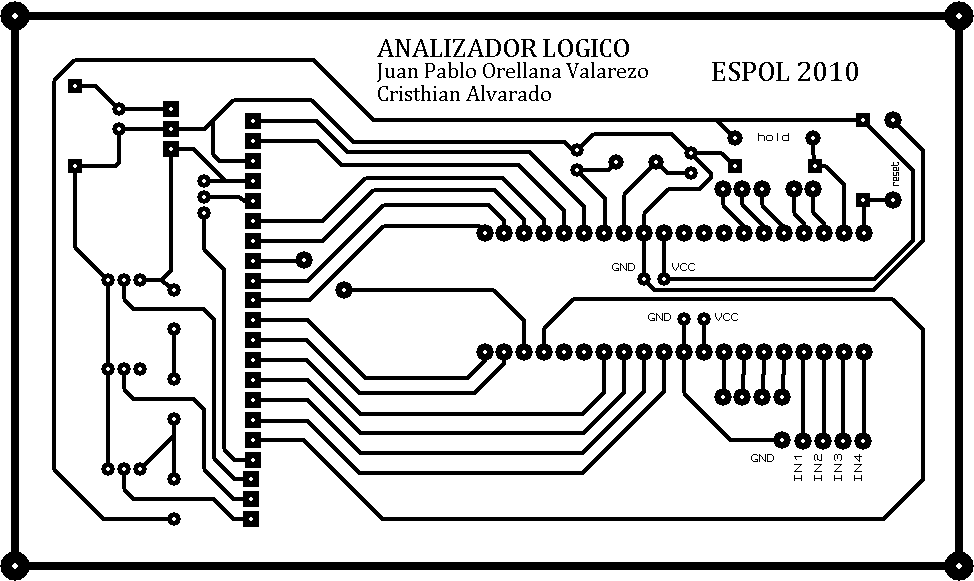 ANALIZADOR LOGICO
Juan Pablo Orellana Valarezo
Cristhian Alvarado
ESPOL 2010
hold
reset
GND
VCC
GND
VCC
GND
IN1
IN2
IN3
IN4